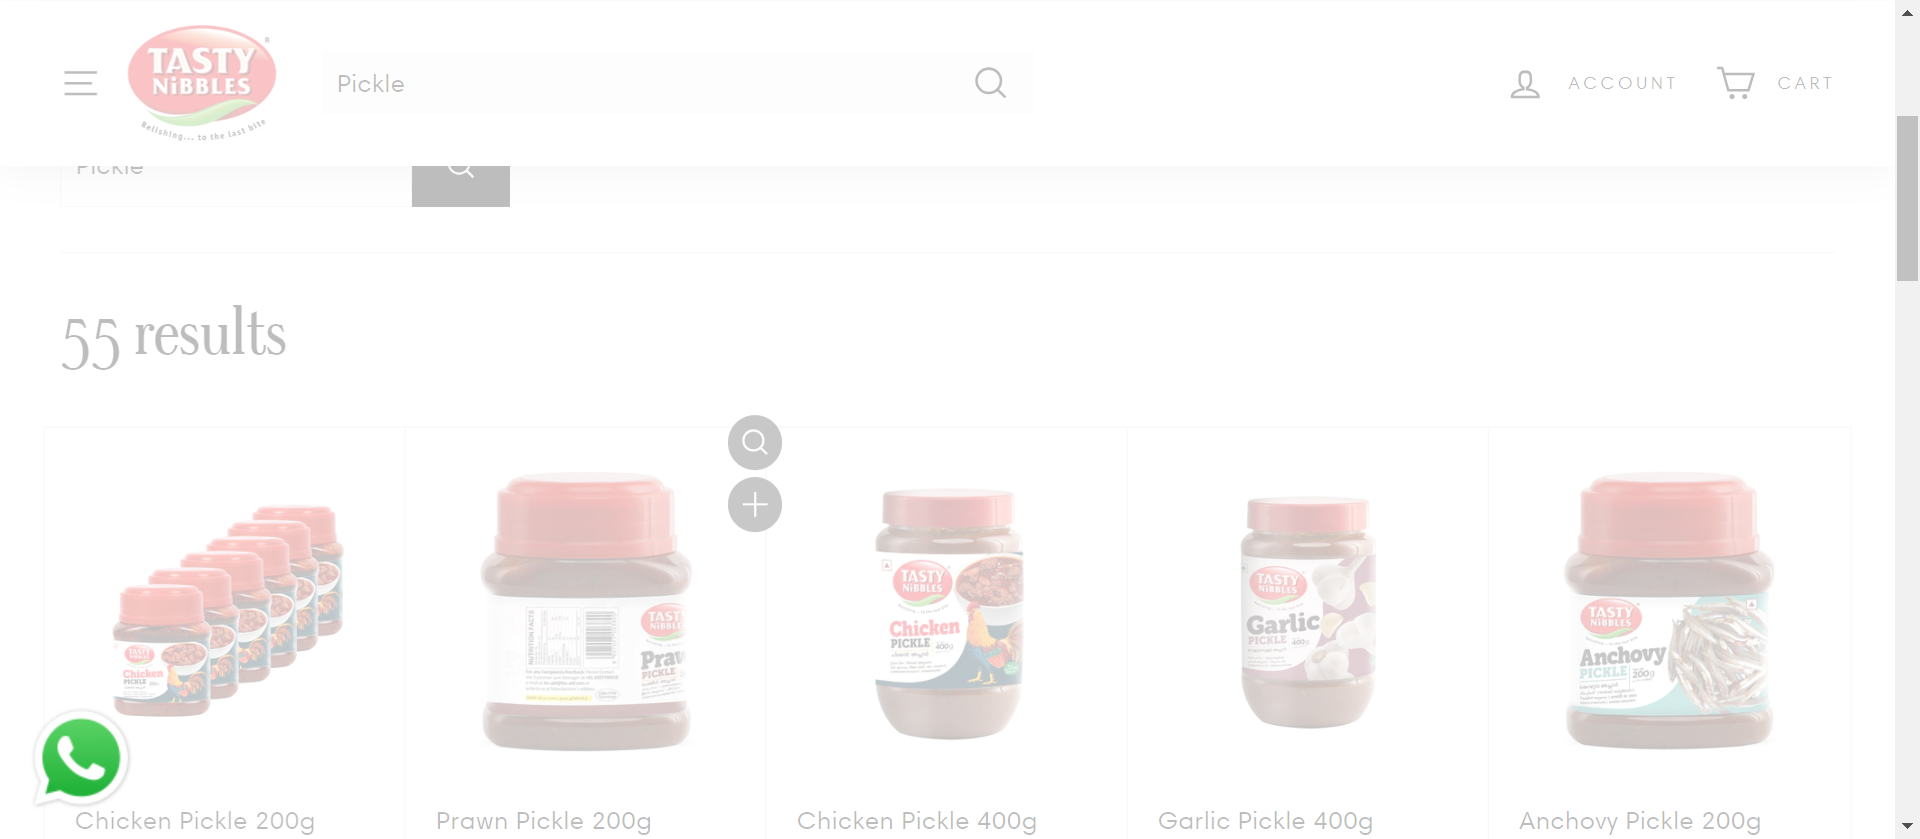 TASTY
NiBBLES
Relishing... to the last bite
Pickle
ACCOUNT
CART
Pickle
55 results
Chicken
PICKLE
TASTY
NiBBLES
NUTRITION FACTS
TASTY
NiBBLES
Chicken
PICKLE
400g
TASTY
NiBBLES
Garlic
PICKLE 400g
TASTY
NiBBLES
Anchovy
PICKLE 200g
Chicken Pickle 200g
Prawn Pickle 200g
Chicken Pickle 400g
Garlic Pickle 400g
Anchovy Pickle 200g